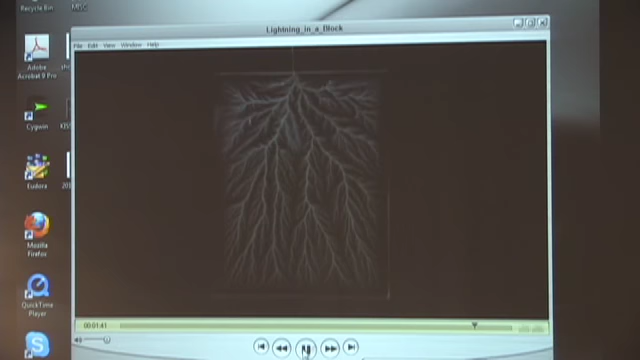 Recycle Bin
MISC
Lightning_in_a_Block
File Edit View Window Help
Adobe
Acrobat 9 Pro
Cygwin
Eudora
Mozilla
Firefox
00:01:41
QuickTime
Player